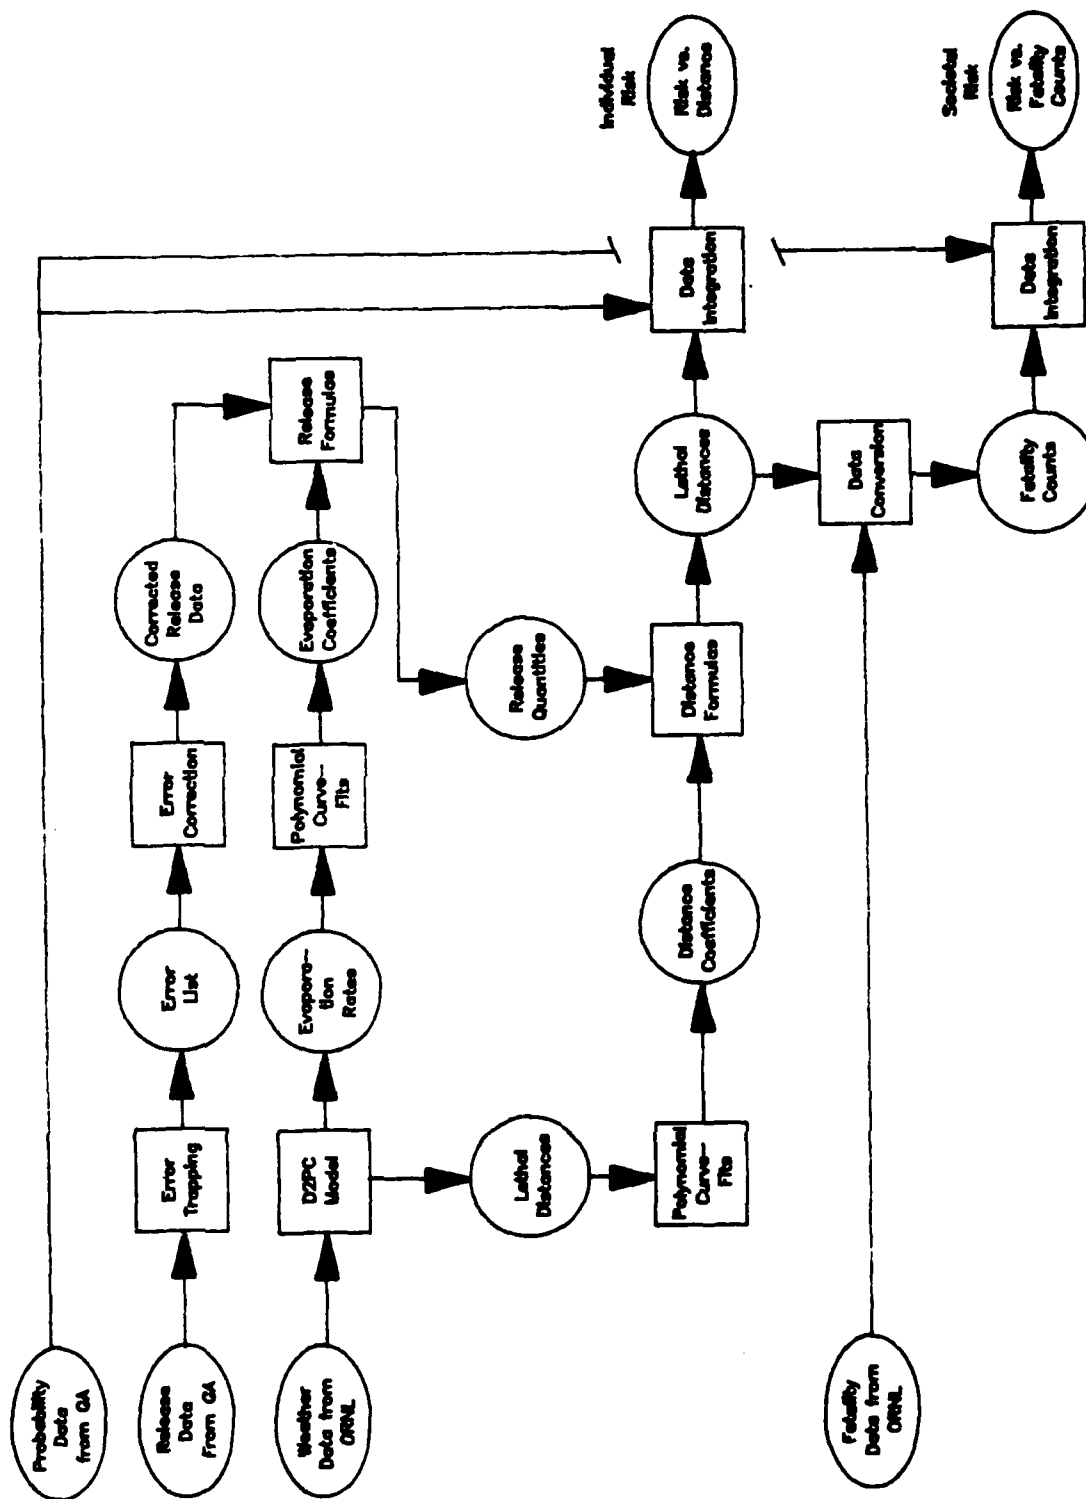 Probability
Data
from GA
Release
Data
From GA
Error
Trapping
Error
List
Error
Correction
Corrected
Release
Data
Weather
Data from
ORNL
D2PC
Model
Evapora--
tion
Rates
Polynomial
Curve--
Fits
Evaporation
Coefficients
Release
Formulas
Lethal
Distances
Release
Quantities
Polynomial
Curve--
Fits
Distance
Coefficients
Distance
Formulas
Lethal
Distances
Data
Integration
Individual
Risk
Risk vs.
Distance
Fatality
Data from
ORNL
Data
Conversion
Fatality
Counts
Data
Integration
Societal
Risk
Risk vs.
Fatality
Counts